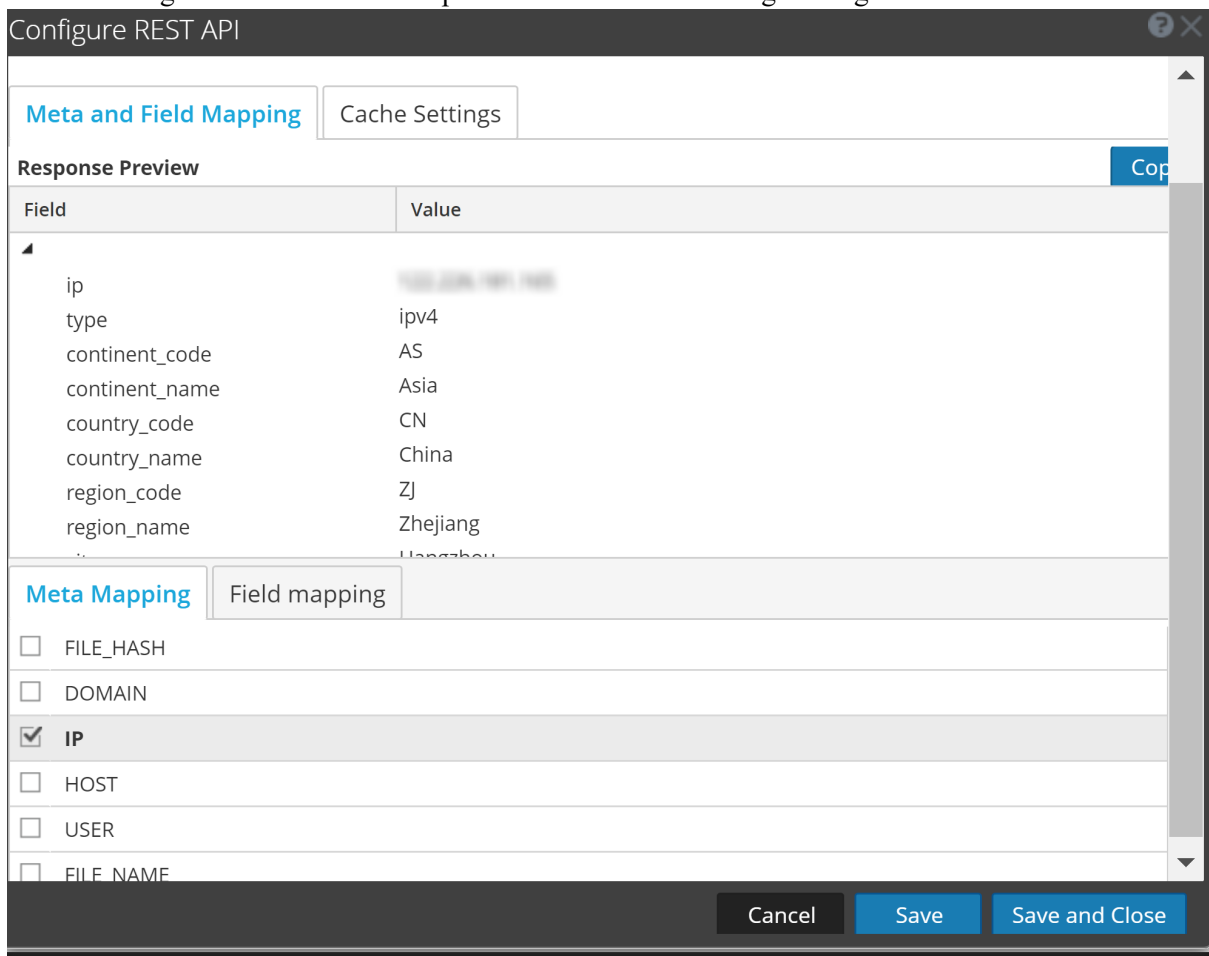 Configure REST API
Meta and Field Mapping Cache Settings
Response Preview Cop
Field Value
ip
type ipv4
continent_code AS
continent_name Asia
country_code CN
country_name China
region_code ZJ
region_name Zhejiang
Hangzhou
Meta Mapping Field mapping
FILE_HASH
DOMAIN
IP
HOST
USER
FILE_NAME
Cancel Save Save and Close